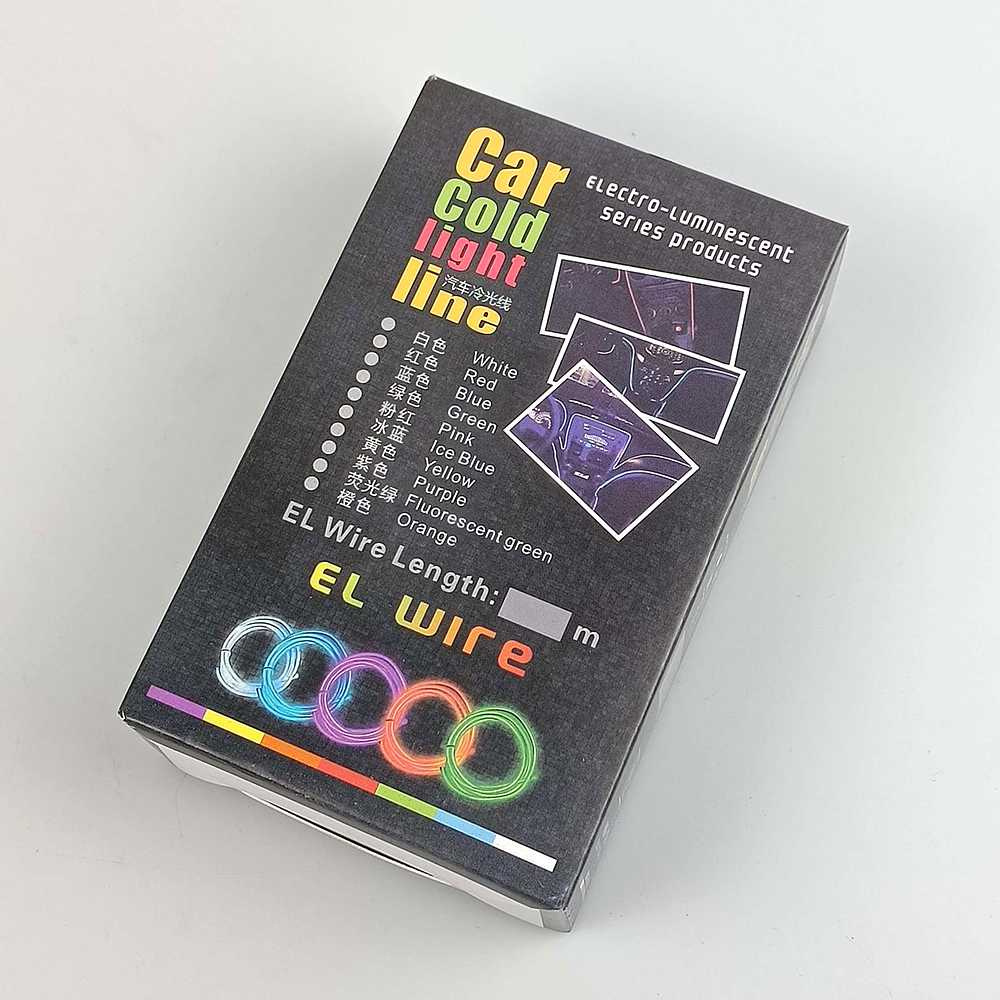 Car
Cold
light
line
汽车冷光线
Electro-Luminescent
series products
白色 White
红色 Red
蓝色 Blue
绿色 Green
粉红 Pink
冰蓝 Ice Blue
黄色 Yellow
紫色 Purple
荧光绿 Fluorescent green
橙色 Orange
EL Wire Length: m
EL Wire